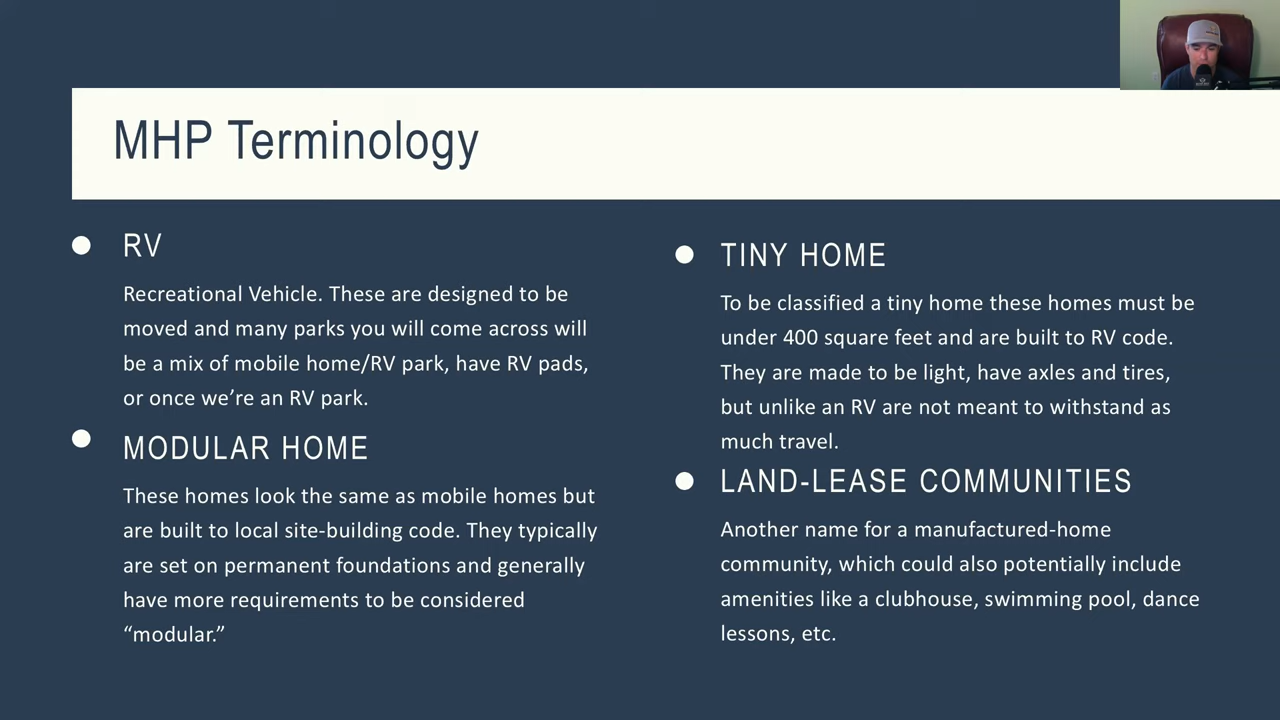 MHP Terminology
RV
Recreational Vehicle. These are designed to be
moved and many parks you will come across will
be a mix of mobile home/RV park, have RV pads,
or once we’re an RV park.
MODULAR HOME
These homes look the same as mobile homes but
are built to local site-building code. They typically
are set on permanent foundations and generally
have more requirements to be considered
“modular.”
TINY HOME
To be classified a tiny home these homes must be
under 400 square feet and are built to RV code.
They are made to be light, have axles and tires,
but unlike an RV are not meant to withstand as
much travel.
LAND-LEASE COMMUNITIES
Another name for a manufactured-home
community, which could also potentially include
amenities like a clubhouse, swimming pool, dance
lessons, etc.